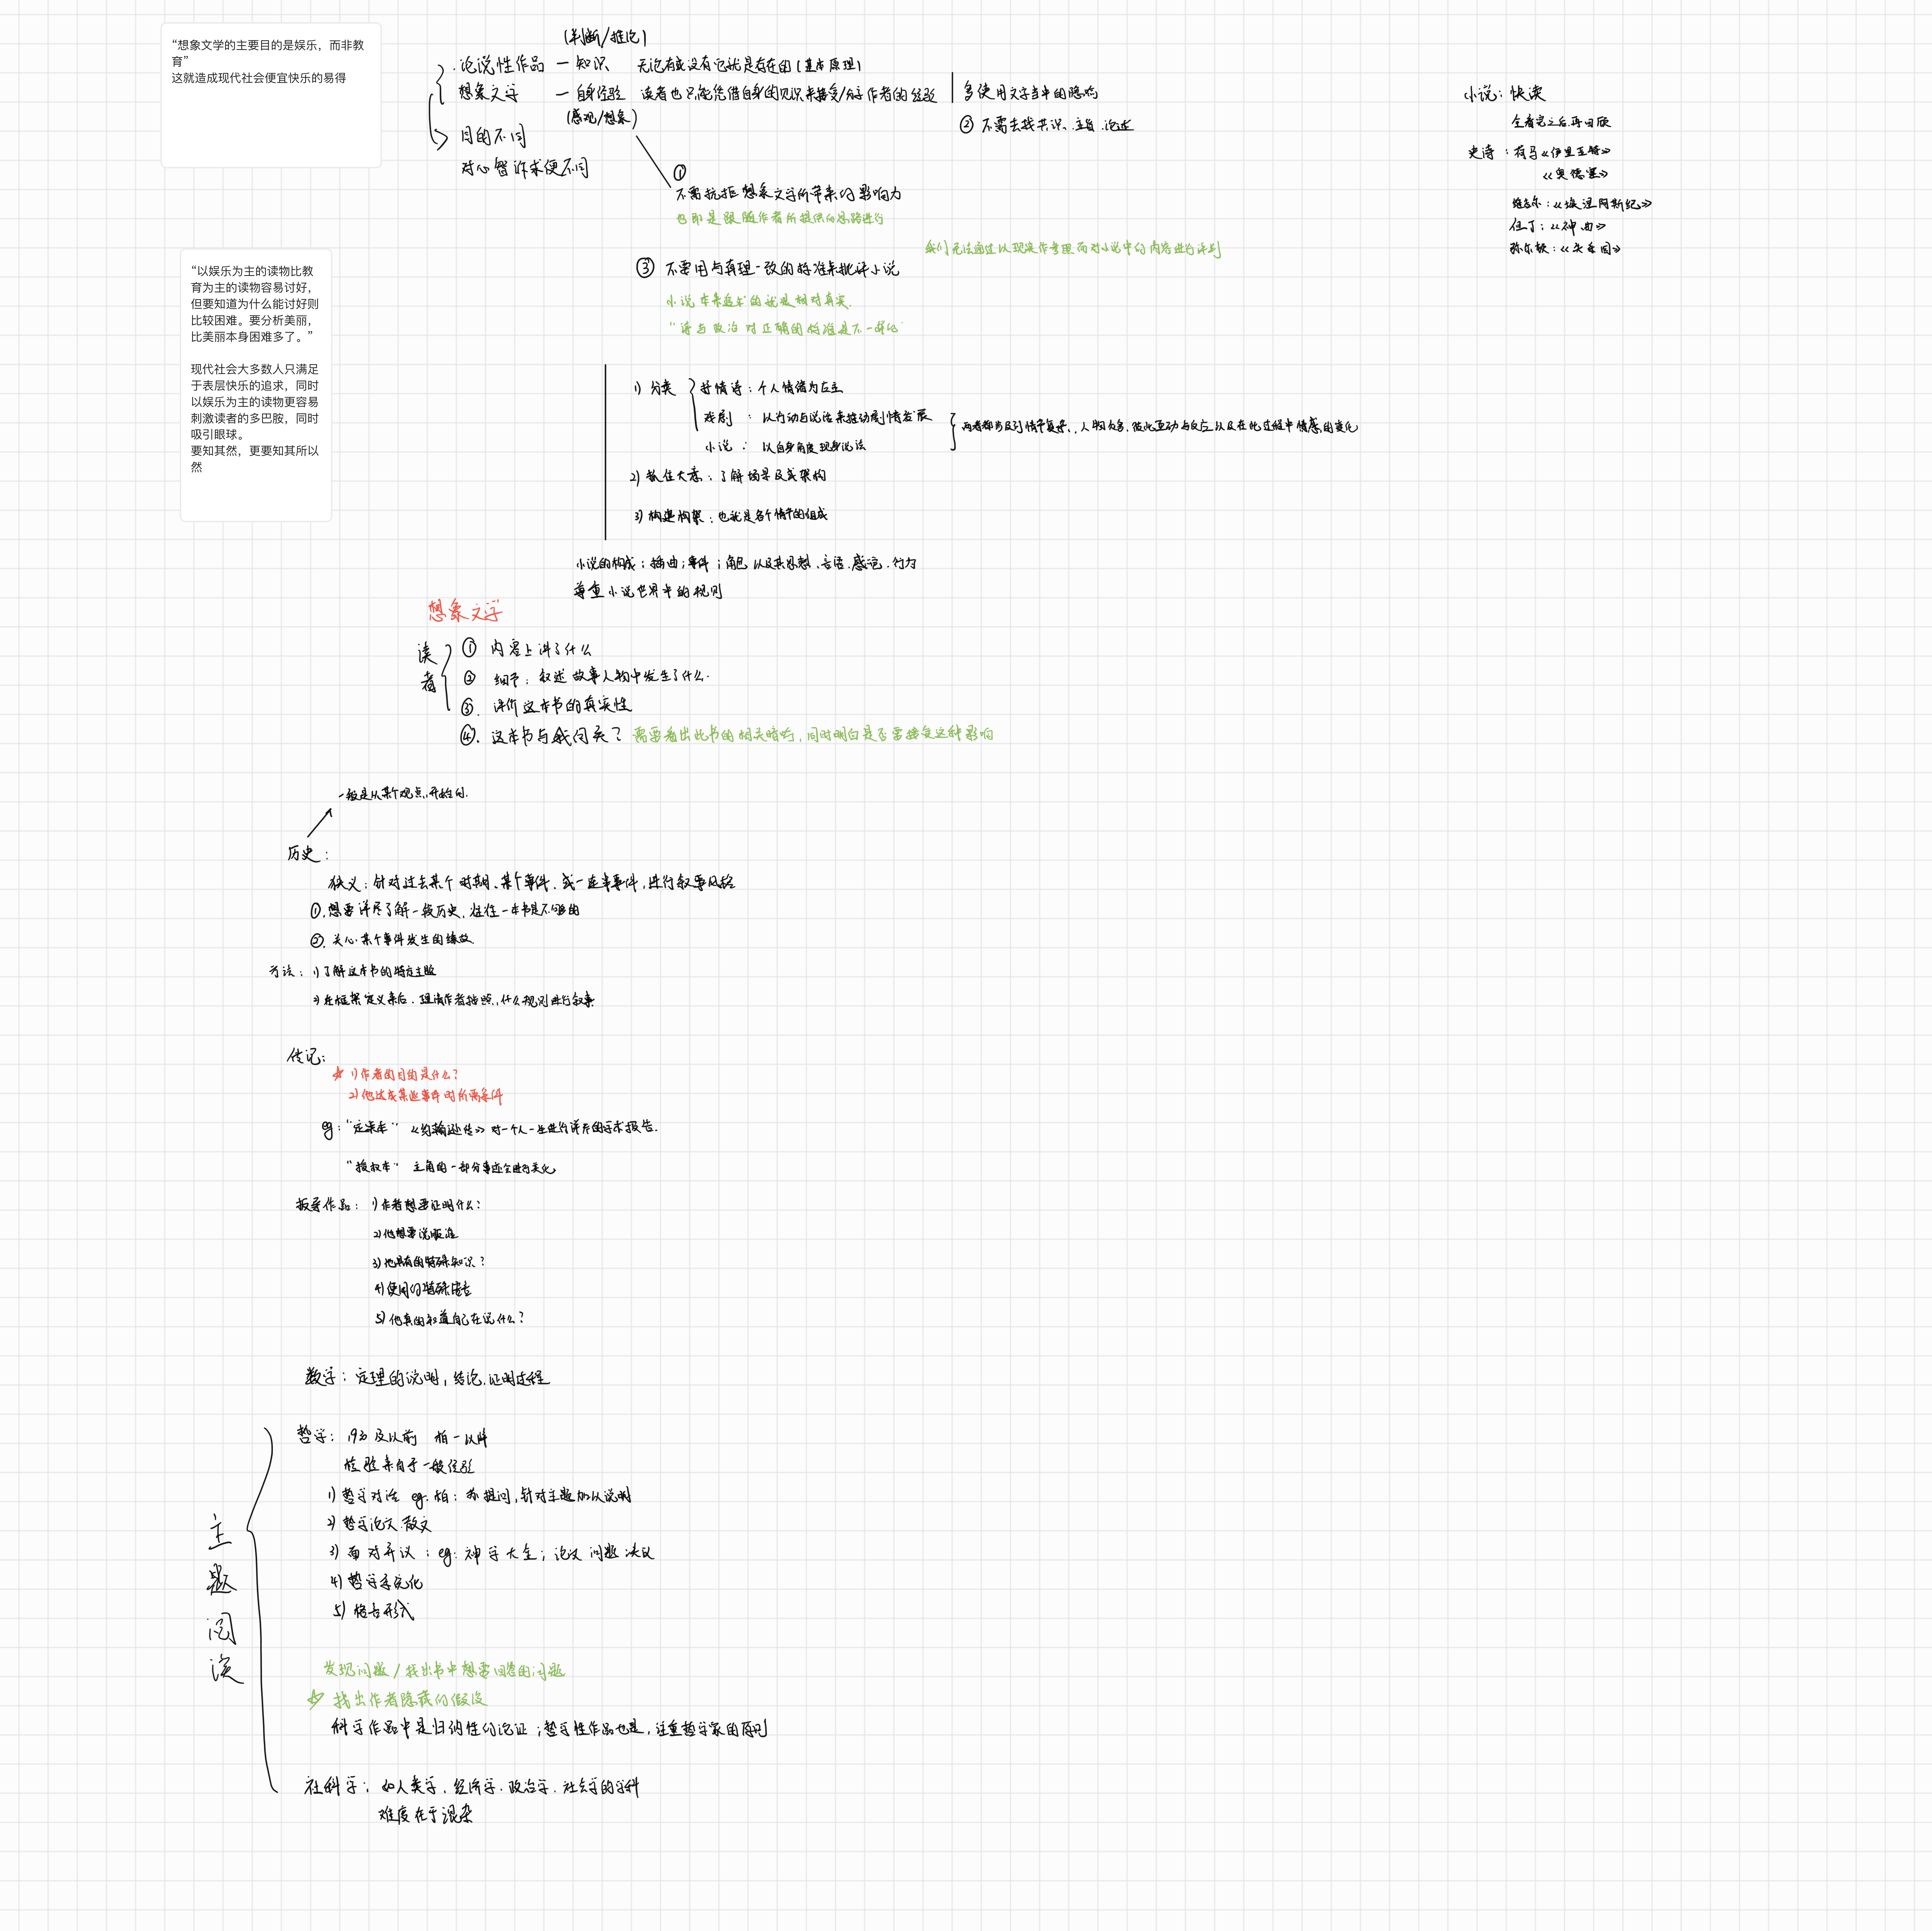 “想象文学的主要目的是娱乐，而非教
育”
这就造成现代社会便宜快乐的易得
“以娱乐为主的读物比教
育为主的读物容易讨好，
但要知道为什么能讨好则
比较困难。要分析美丽，
比美丽本身困难多了。”
现代社会大多数人只满足
于表层快乐的追求，同时
以娱乐为主的读物更容易
刺激读者的多巴胺，同时
吸引眼球。
要知其然，更要知其所以
然
(判断/推论)
论说性作品 — 知识 无论有或没有它就是存在的(基本原理)
想象文学 — 自身经验 读者也只能凭借自身的见识来接受/分享作者的经验
(感观/想象)
目的不同
对心智诉求便不同
多使用文字当中的隐喻
② 不需去找共识、主旨、论述
①
不需抗拒想象文学所带来的影响力
也即是跟随作者所提供的思路进行
我们无法通过以现实作考理而对小说中的内容进行评判
③ 不要用与真理一致的标准来批评小说
小说本来追求的就是相对真实.
“诗与政治对正确的标准是不一样的”
小说：快读
全看完之后再回顾
史诗：荷马《伊里亚特》
《奥德塞》
维吉尔：《埃涅阿斯纪》
但丁：《神曲》
弥尔顿：《失乐园》
1) 分类 抒情诗：个人情绪为主
戏剧 ： 以行动与说话来推动剧情发展
小说 ： 以自身角度现身说法
两者都涉及到情节复杂、人物众多、彼此互动与反应以及在此过程中情感的变化
2) 抓住大意：了解场景及或架构
3) 构建构架：也就是各个情节的组成
小说的构成：插曲；事件；角色以及其思想、言语、感觉、行为
尊重小说世界中的规则
想象文学
读者
① 内容上讲了什么
② 细节：叙述故事人物中发生了什么.
③. 评价这本书的真实性
④. 这本书与我何关？ 需要看出此书的相关暗喻，同时明白是否要接受这种影响
一般是从某个观点开始的.
历史：
狭义：针对过去某个时期、某个事件、或一连串事件，进行叙事风格
①.想要详尽了解一段历史，往往一本书是不够的
②. 关心某个事件发生的缘故
方法：1)了解这本书的特定主题
2)在框架定义来后，理清作者按照什么规则进行叙事
传记：
☆ 1)作者的目的是什么？
2)他达成某些事件时所需条件
eg：“定案本” 《约翰逊传》对一个人一生进行详尽的学术报告.
“授权本” 主角的一部分事迹会进行美化
报导作品： 1)作者想要证明什么？
2)他想要说服谁
3)他具有的特殊知识？
4)使用的特殊语言
5)他真的知道自己在说什么？
数学：定理的说明，结论，证明过程
主题阅读
哲学：1930及以前 柏一以降
检验来自于一般经验
1) 哲学对话 eg. 柏：苏提问，针对主题加以说明
2) 哲学论文、散文
3) 面对异议：eg：神学大全；论文 问题 决议
4) 哲学系统化
5) 格言形式
发现问题/找出书中想要回答的问题
☆ 找出作者隐藏的假设
科学作品中是归纳性的论证；哲学性作品也是，注重哲学家的原则
社科学：如人类学、经济学、政治学、社会学的学科
难度在于混杂